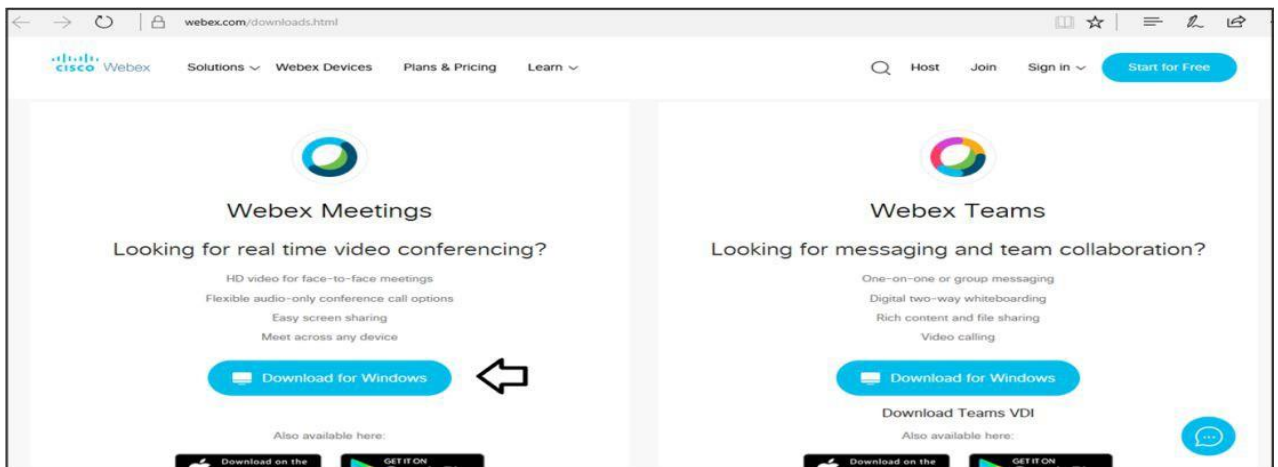 webex.com/downloads.html
cisco Webex Solutions Webex Devices Plans & Pricing Learn Host Join Sign in Start for Free
Webex Meetings
Looking for real time video conferencing?
HD video for face-to-face meetings
Flexible audio-only conference call options
Easy screen sharing
Meet across any device
Download for Windows
Also available here:
Download on the
GET IT ON
Webex Teams
Looking for messaging and team collaboration?
One-on-one or group messaging
Digital two-way whiteboarding
Rich content and file sharing
Video calling
Download for Windows
Download Teams VDI
Also available here:
Download on the
GET IT ON